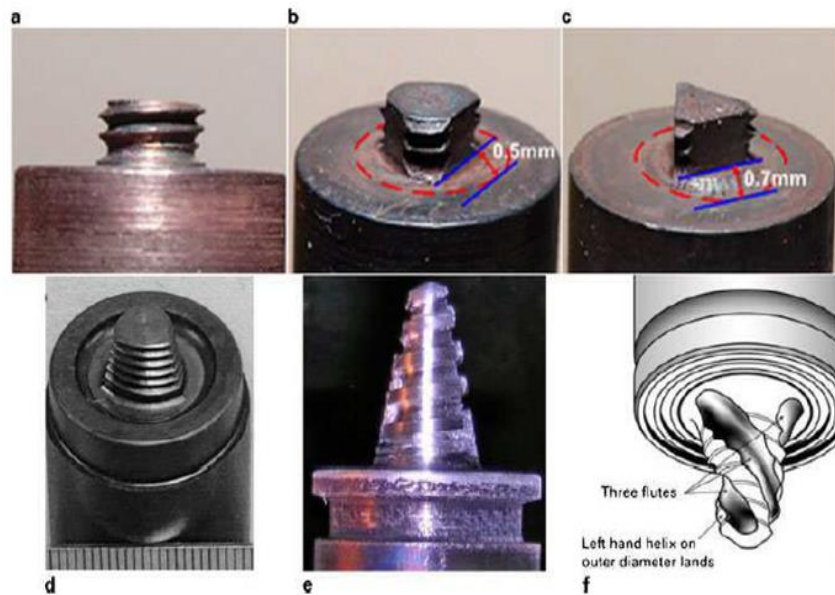 a
b
c
0.5mm
0.7mm
Three flutes
Left hand helix on
outer diameter lands
d
e
f